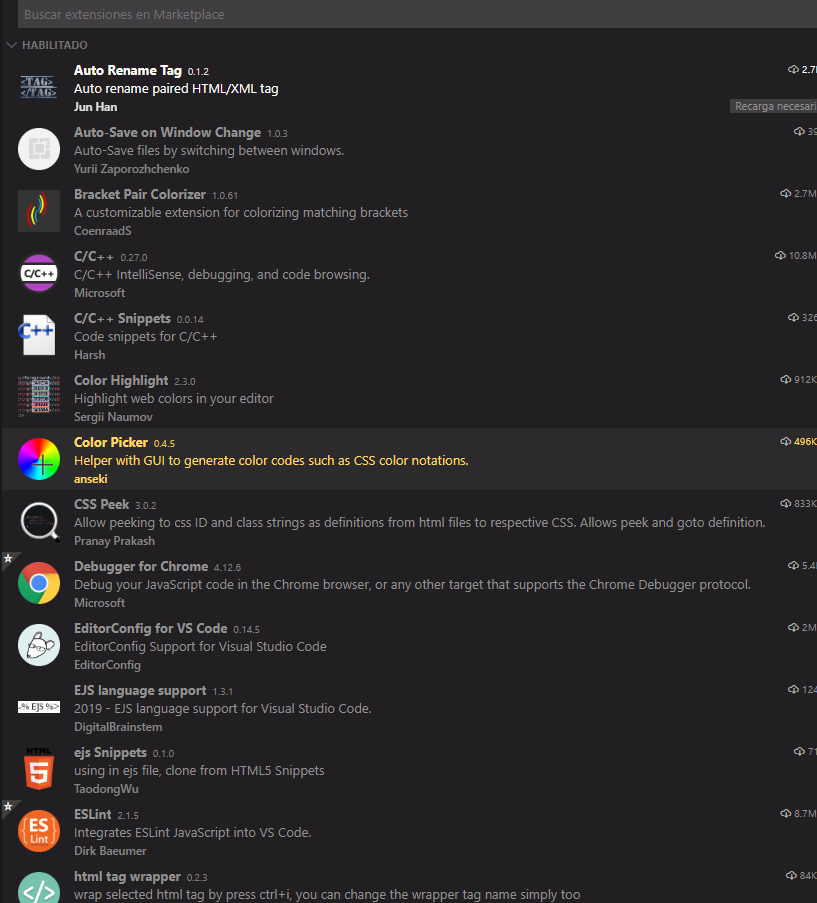 Buscar extensiones en Marketplace
HABILITADO
Auto Rename Tag 0.1.2
Auto rename paired HTML/XML tag
Jun Han
Recarga necesari
Auto-Save on Window Change 1.0.3 39
Auto-Save files by switching between windows.
Yurii Zaporozhchenko
Bracket Pair Colorizer 1.0.61 2.7M
A customizable extension for colorizing matching brackets
CoenraadS
C/C++ 0.27.0 10.8M
C/C++ IntelliSense, debugging, and code browsing.
Microsoft
C/C++ Snippets 0.0.14 326
Code snippets for C/C++
Harsh
Color Highlight 2.3.0 912K
Highlight web colors in your editor
Sergii Naumov
Color Picker 0.4.5 496K
Helper with GUI to generate color codes such as CSS color notations.
anseki
CSS Peek 3.0.2 833K
Allow peeking to css ID and class strings as definitions from html files to respective CSS. Allows peek and goto definition.
Pranay Prakash
Debugger for Chrome 4.12.6 5.4
Debug your JavaScript code in the Chrome browser, or any other target that supports the Chrome Debugger protocol.
Microsoft
EditorConfig for VS Code 0.14.5 2M
EditorConfig Support for Visual Studio Code
EditorConfig
EJS language support 1.3.1 124
2019 - EJS language support for Visual Studio Code.
DigitalBrainstem
ejs Snippets 0.1.0 71
using in ejs file, clone from HTML5 Snippets
TaodongWu
ESLint 2.1.5 8.7M
Integrates ESLint JavaScript into VS Code.
Dirk Baeumer
html tag wrapper 0.2.3 84K
wrap selected html tag by press ctrl+i, you can change the wrapper tag name simply too